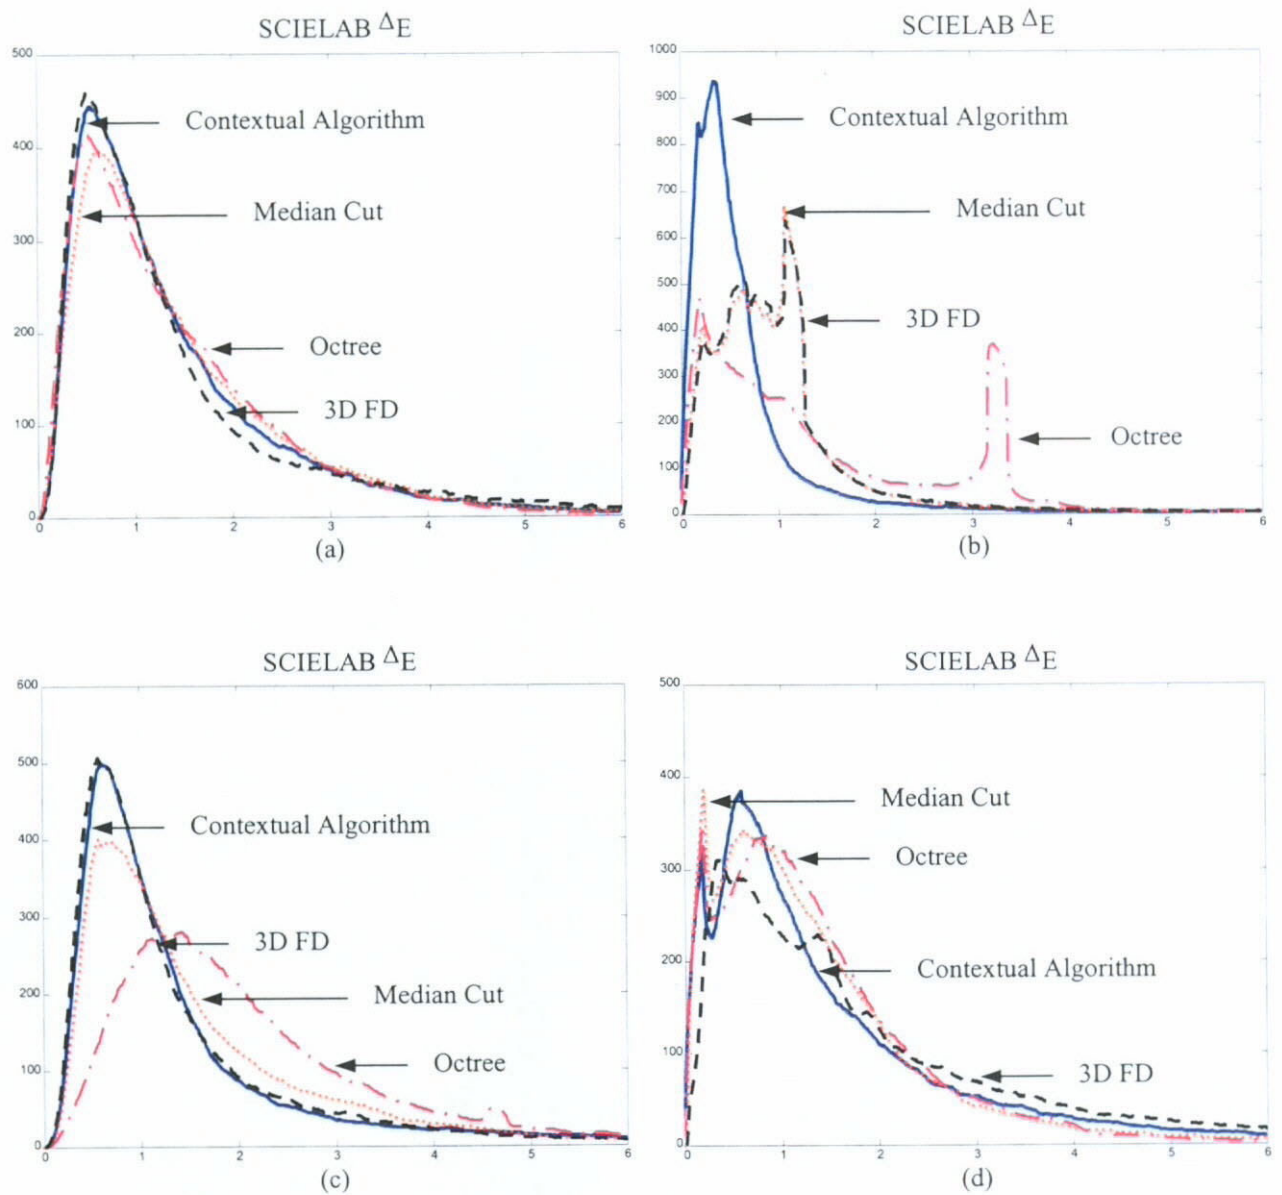 SCIELAB ΔE
500
400
300
200
100
0
0 1 2 3 4 5 6
Contextual Algorithm
Median Cut
Octree
3D FD
(a)
SCIELAB ΔE
1000
900
800
700
600
500
400
300
200
100
0
0 1 2 3 4 5 6
Contextual Algorithm
Median Cut
3D FD
Octree
(b)
SCIELAB ΔE
600
500
400
300
200
100
0
0 1 2 3 4 5 6
Contextual Algorithm
3D FD
Median Cut
Octree
(c)
SCIELAB ΔE
500
400
300
200
100
0
0 1 2 3 4 5 6
Median Cut
Octree
Contextual Algorithm
3D FD
(d)